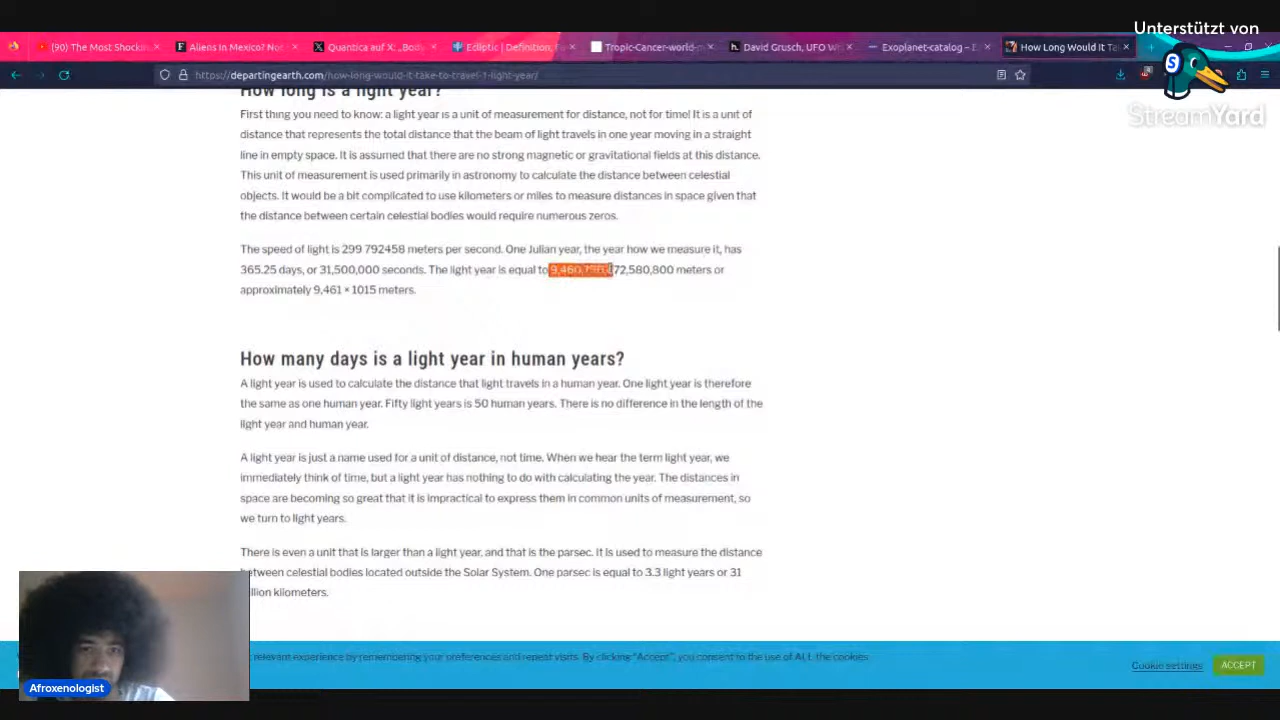 Unterstützt von
StreamYard
(90) The Most Shockin
Aliens In Mexico? No
Quantica auf X: „Bod
Ecliptic | Definition, Fa
Tropic-Cancer-world-m
David Grusch, UFO W
Exoplanet-catalog – E
How Long Would It Ta
https://departingearth.com/how-long-would-it-take-to-travel-1-light-year/
How long is a light year?
First thing you need to know: a light year is a unit of measurement for distance, not for time! It is a unit of
distance that represents the total distance that the beam of light travels in one year moving in a straight
line in empty space. It is assumed that there are no strong magnetic or gravitational fields at this distance.
This unit of measurement is used primarily in astronomy to calculate the distance between celestial
objects. It would be a bit complicated to use kilometers or miles to measure distances in space given that
the distance between certain celestial bodies would require numerous zeros.
The speed of light is 299 792458 meters per second. One Julian year, the year how we measure it, has
365.25 days, or 31,500,000 seconds. The light year is equal to 72,580,800 meters or
approximately 9,461 × 1015 meters.
How many days is a light year in human years?
A light year is used to calculate the distance that light travels in a human year. One light year is therefore
the same as one human year. Fifty light years is 50 human years. There is no difference in the length of the
light year and human year.
A light year is just a name used for a unit of distance, not time. When we hear the term light year, we
immediately think of time, but a light year has nothing to do with calculating the year. The distances in
space are becoming so great that it is impractical to express them in common units of measurement, so
we turn to light years.
There is even a unit that is larger than a light year, and that is the parsec. It is used to measure the distance
between celestial bodies located outside the Solar System. One parsec is equal to 3.3 light years or 31
illion kilometers.
relevant experience by remembering your preferences and repeat visits. By clicking "Accept", you consent to the use of ALL the cookies
Cookie settings
ACCEPT
Afroxenologist